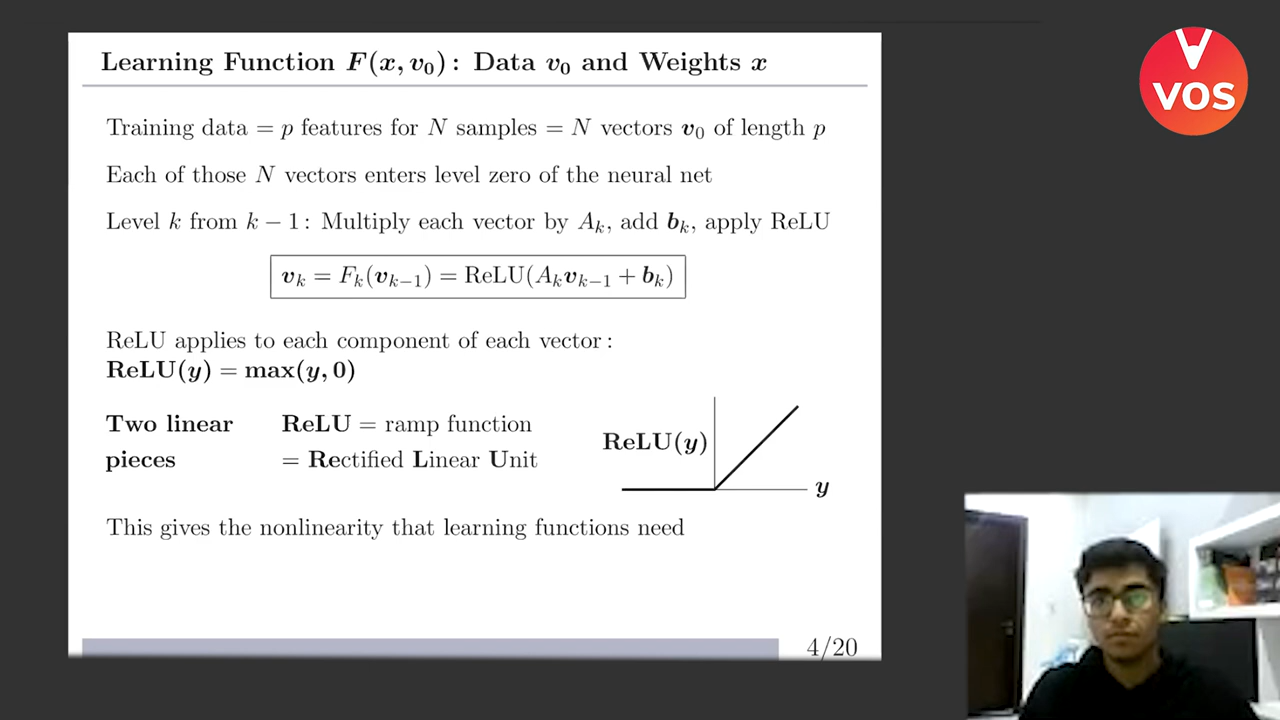 Learning Function F(x, v₀) : Data v₀ and Weights x
VOS
Training data = p features for N samples = N vectors v₀ of length p
Each of those N vectors enters level zero of the neural net
Level k from k − 1 : Multiply each vector by Aₖ, add bₖ, apply ReLU
vₖ = Fₖ(vₖ₋₁) = ReLU(Aₖvₖ₋₁ + bₖ)
ReLU applies to each component of each vector :
ReLU(y) = max(y, 0)
Two linear pieces
ReLU = ramp function
= Rectified Linear Unit
ReLU(y)
y
This gives the nonlinearity that learning functions need
4/20